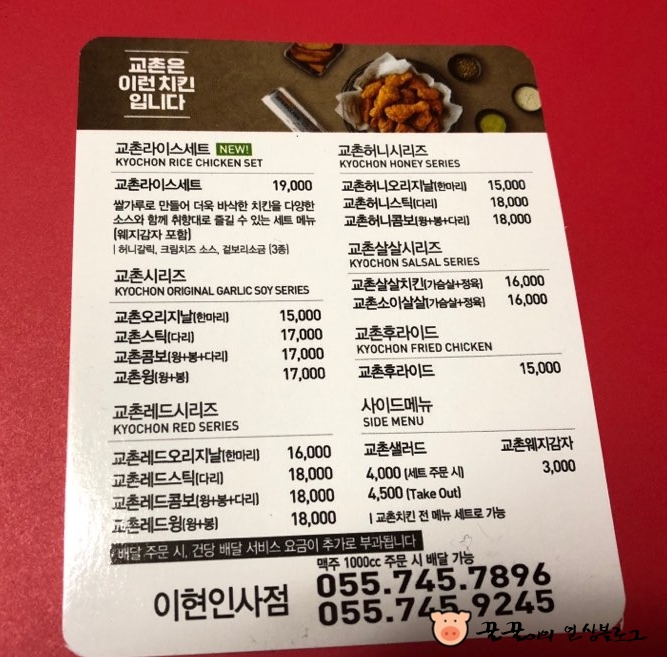 교촌은
이런 치킨
입니다
교촌라이스세트 NEW!
KYOCHON RICE CHICKEN SET
교촌라이스세트 19,000
쌀가루로 만들어 더욱 바삭한 치킨을 다양한
소스와 함께 취향대로 즐길 수 있는 세트 메뉴
(웨지감자 포함)
| 허니갈릭, 크림치즈 소스, 겉보리소금 (3종)
교촌시리즈
KYOCHON ORIGINAL GARLIC SOY SERIES
교촌오리지날(한마리) 15,000
교촌스틱(다리) 17,000
교촌콤보(윙+봉+다리) 17,000
교촌윙(윙+봉) 17,000
교촌레드시리즈
KYOCHON RED SERIES
교촌레드오리지날(한마리) 16,000
교촌레드스틱(다리) 18,000
교촌레드콤보(윙+봉+다리) 18,000
교촌레드윙(윙+봉) 18,000
교촌허니시리즈
KYOCHON HONEY SERIES
교촌허니오리지날(한마리) 15,000
교촌허니스틱(다리) 18,000
교촌허니콤보(윙+봉+다리) 18,000
교촌살살시리즈
KYOCHON SALSAL SERIES
교촌살살치킨(가슴살+정육) 16,000
교촌소이살살(가슴살+정육) 16,000
교촌후라이드
KYOCHON FRIED CHICKEN
교촌후라이드 15,000
사이드메뉴
SIDE MENU
교촌샐러드 교촌웨지감자
4,000 (세트 주문 시) 3,000
4,500 (Take Out)
| 교촌치킨 전 메뉴 세트로 가능
배달 주문 시, 건당 배달 서비스 요금이 추가로 부과됩니다
맥주 1000cc 주문 시 배달 가능
이현인사점 055.745.7896
055.745.9245
꿀꿀이의 일상블로그